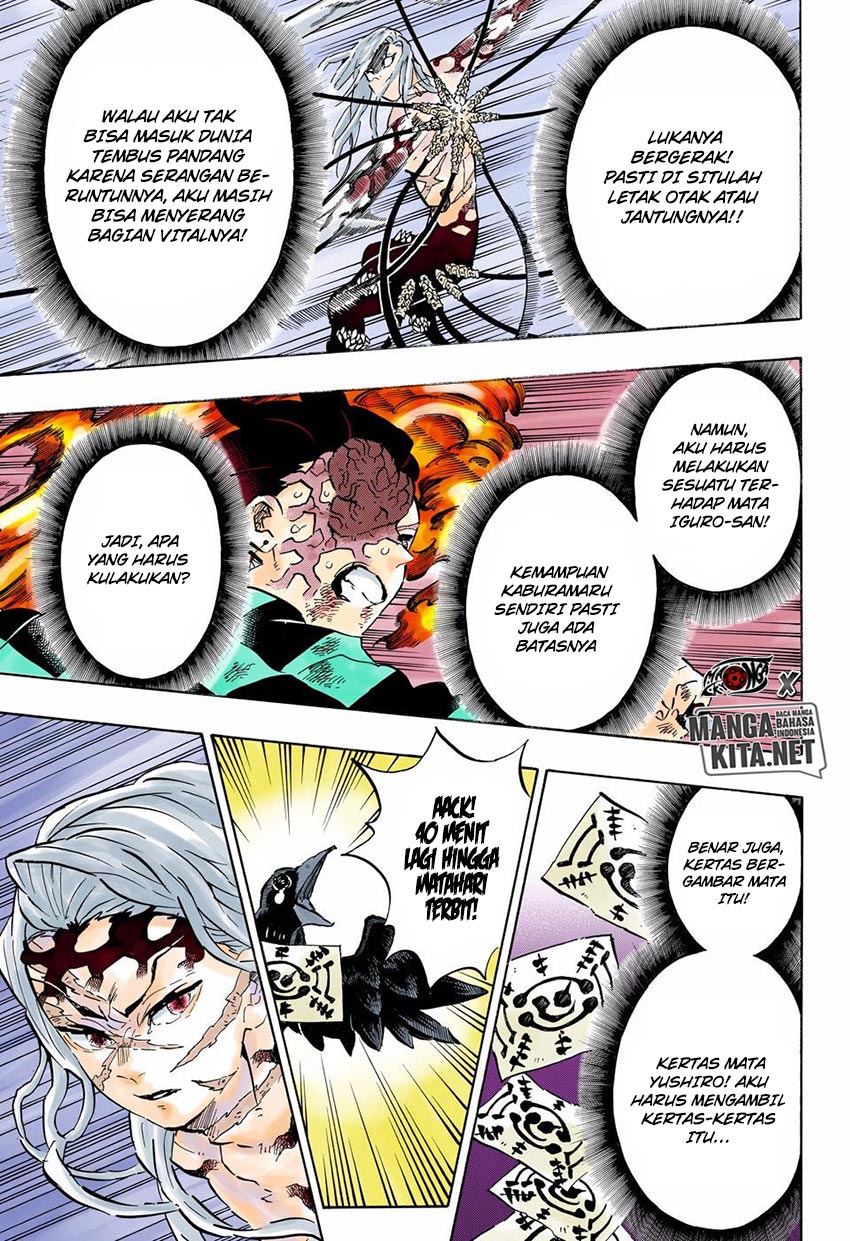 LUKANYA
BERGERAK!
PASTI DI SITULAH
LETAK OTAK ATAU
JANTUNGNYA!!
WALAU AKU TAK
BISA MASUK DUNIA
TEMBUS PANDANG
KARENA SERANGAN BE-
RUNTUNNYA, AKU MASIH
BISA MENYERANG
BAGIAN VITALNYA!
NAMUN,
AKU HARUS
MELAKUKAN
SESUATU TER-
HADAP MATA
IGURO-SAN!
KEMAMPUAN
KABURAMARU
SENDIRI PASTI
JUGA ADA
BATASNYA
JADI, APA
YANG HARUS
KULAKUKAN?
X
MANGA
KITA.NET
BACA MANGA
BAHASA
INDONESIA
BENAR JUGA,
KERTAS BER-
GAMBAR MATA
ITU!
KERTAS MATA
YUSHIRO! AKU
HARUS MENGAMBIL
KERTAS-KERTAS
ITU...
AACK!
40 MENIT
LAGI HINGGA
MATAHARI
TERBIT!